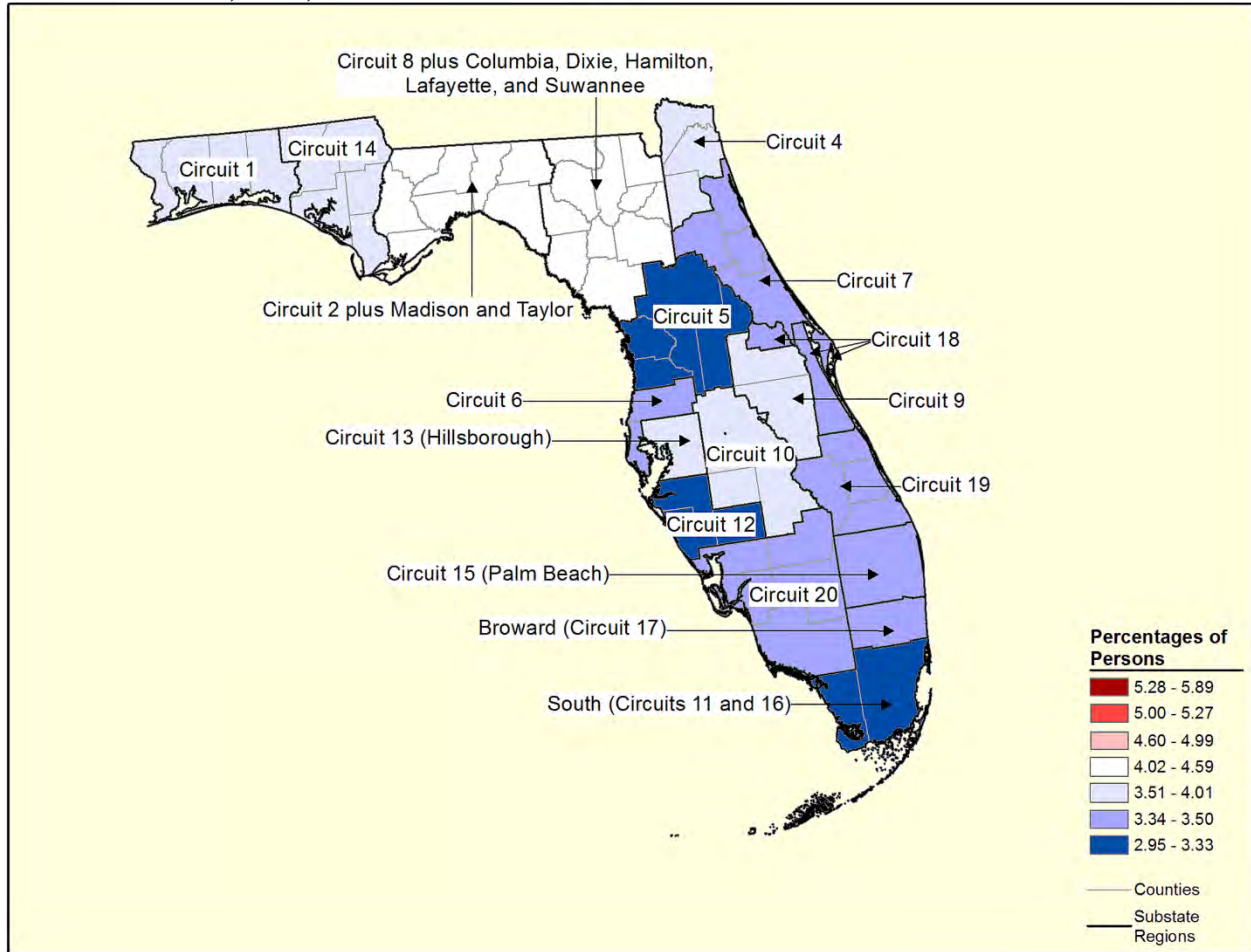 Circuit 8 plus Columbia, Dixie, Hamilton,
Lafayette, and Suwannee
Circuit 4
Circuit 14
Circuit 1
Circuit 7
Circuit 2 plus Madison and Taylor
Circuit 5
Circuit 18
Circuit 6
Circuit 9
Circuit 13 (Hillsborough)
Circuit 10
Circuit 19
Circuit 12
Circuit 15 (Palm Beach)
Circuit 20
Broward (Circuit 17)
South (Circuits 11 and 16)
Percentages of
Persons
5.28 - 5.89
5.00 - 5.27
4.60 - 4.99
4.02 - 4.59
3.51 - 4.01
3.34 - 3.50
2.95 - 3.33
Counties
Substate
Regions